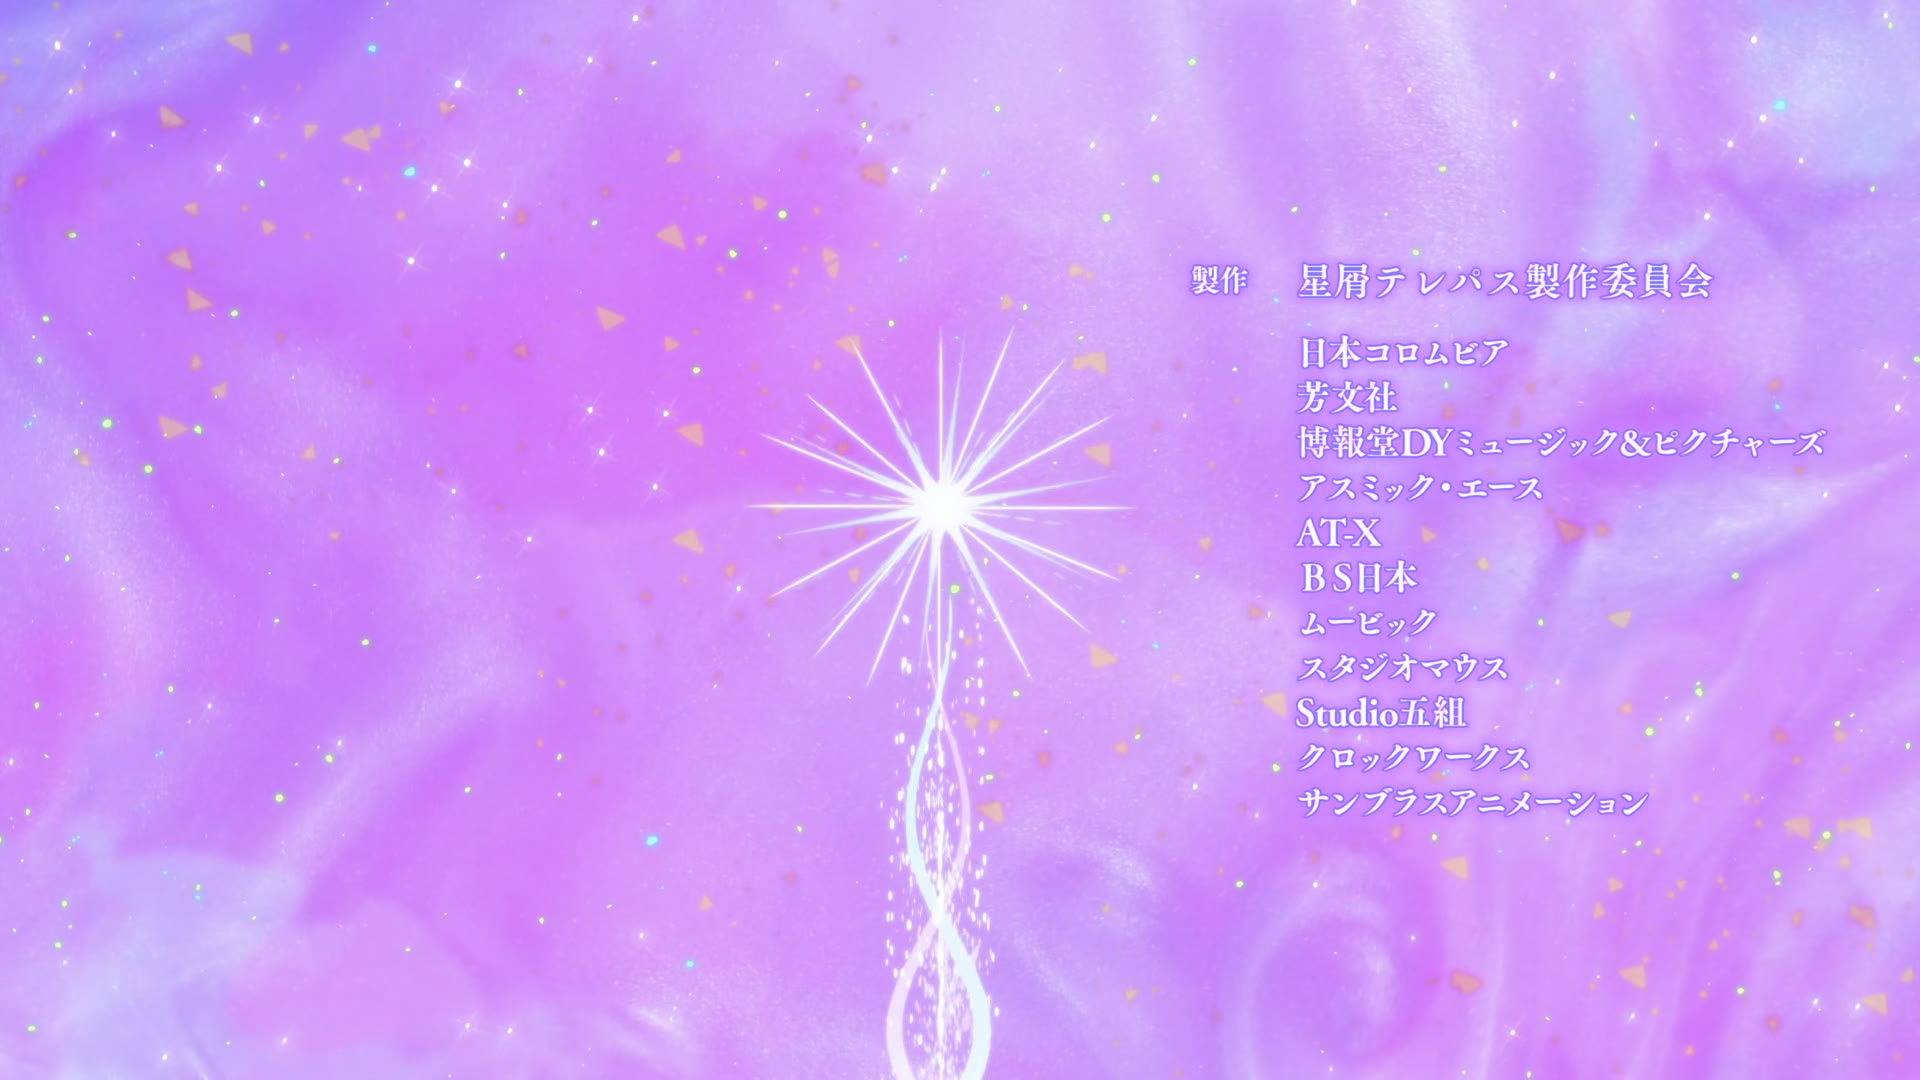 製作 星屑テレパス製作委員会
日本コロムビア
芳文社
博報堂DYミュージック&ピクチャーズ
アスミック・エース
AT-X
ＢＳ日本
ムービック
スタジオマウス
Studio五組
クロックワークス
サンブラスアニメーション